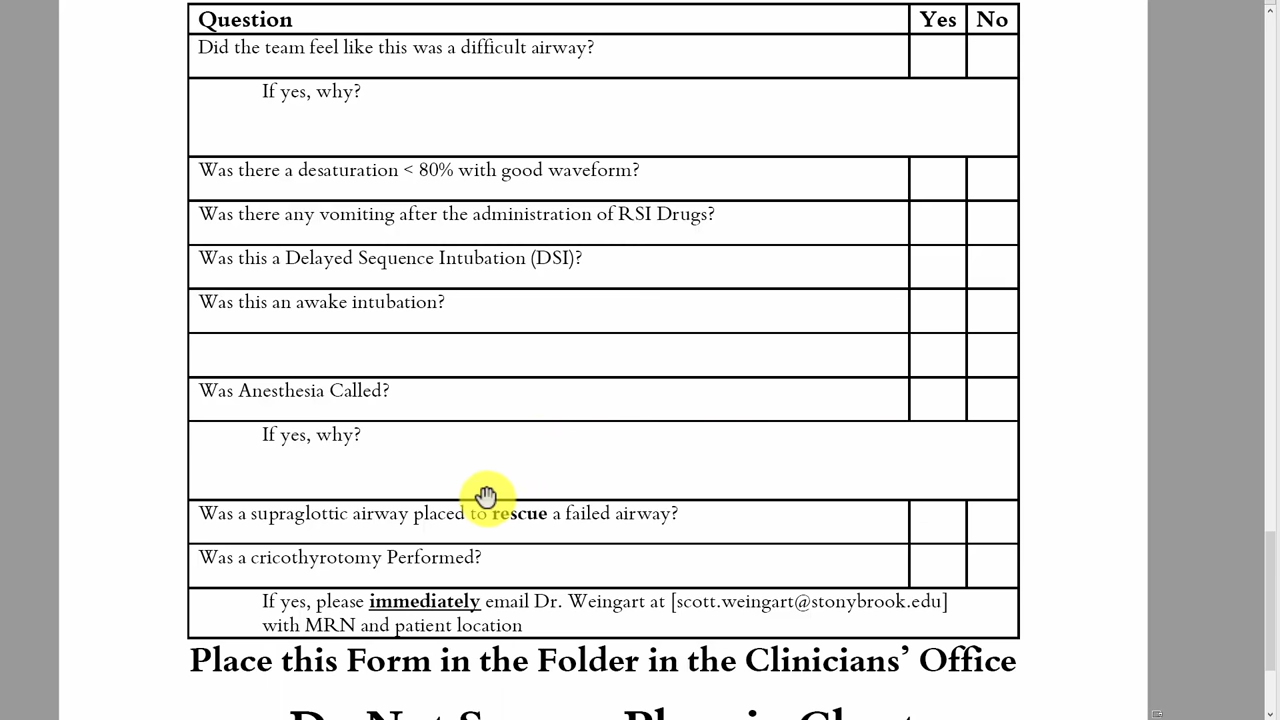 Question Yes No
Did the team feel like this was a difficult airway?
If yes, why?
Was there a desaturation < 80% with good waveform?
Was there any vomiting after the administration of RSI Drugs?
Was this a Delayed Sequence Intubation (DSI)?
Was this an awake intubation?
Was Anesthesia Called?
If yes, why?
Was a supraglottic airway placed to rescue a failed airway?
Was a cricothyrotomy Performed?
If yes, please immediately email Dr. Weingart at [scott.weingart@stonybrook.edu]
with MRN and patient location
Place this Form in the Folder in the Clinicians’ Office